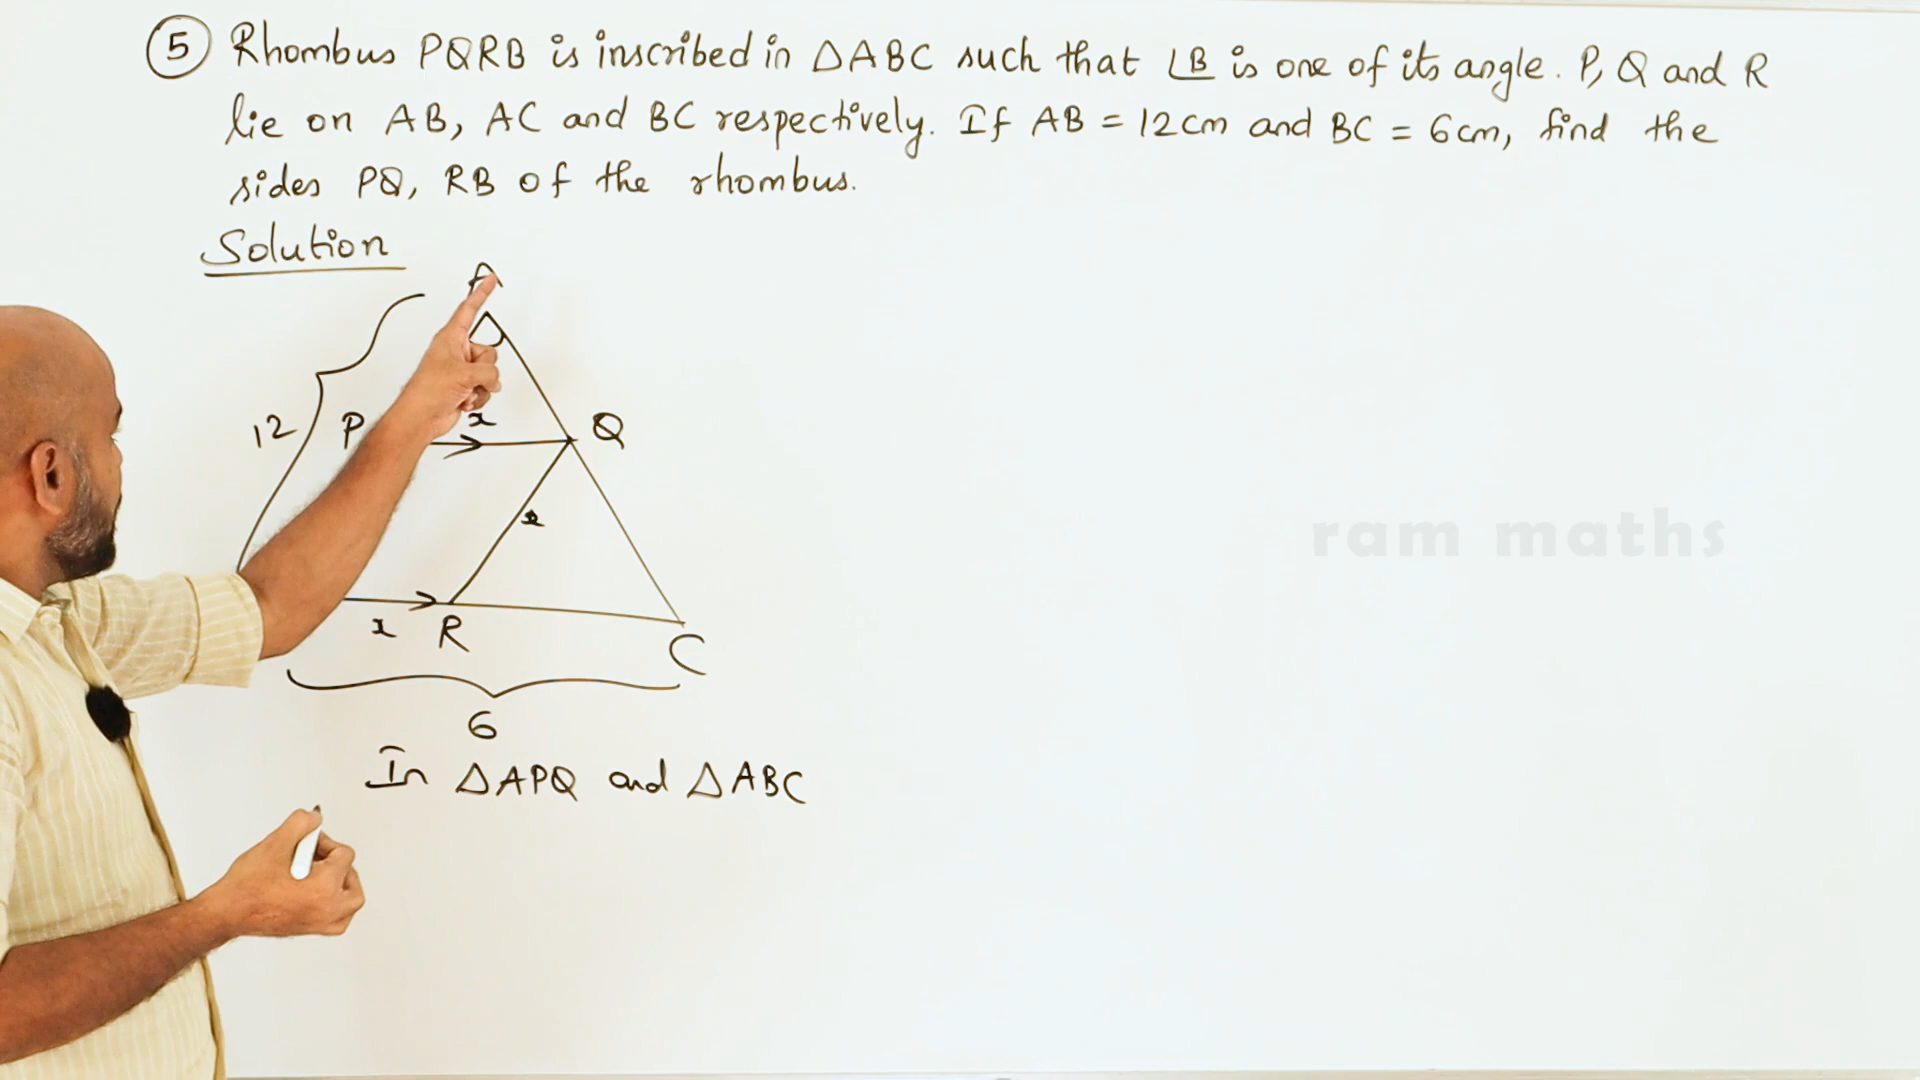 5 Rhombus PQRB is inscribed in △ABC such that ∠B is one of its angle. P, Q and R
lie on AB, AC and BC respectively. If AB = 12cm and BC = 6cm, find the
sides PQ, RB of the rhombus.
Solution
A
12 P x Q
x
x R C
6
In △APQ and △ABC
ram maths